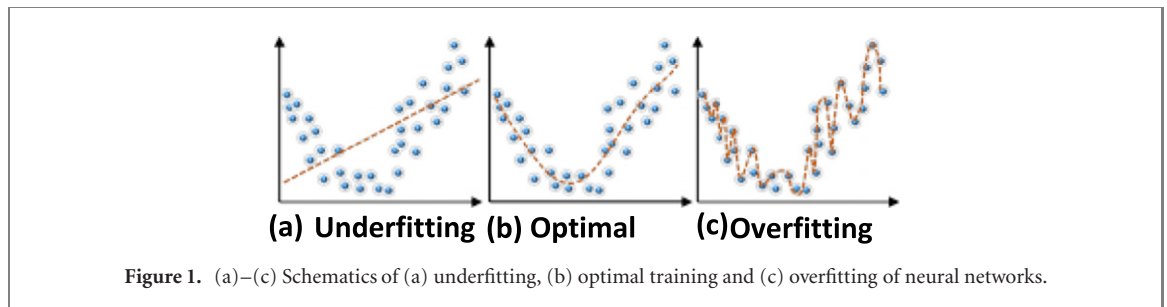 (a) Underfitting (b) Optimal (c)Overfitting
Figure 1. (a)–(c) Schematics of (a) underfitting, (b) optimal training and (c) overfitting of neural networks.